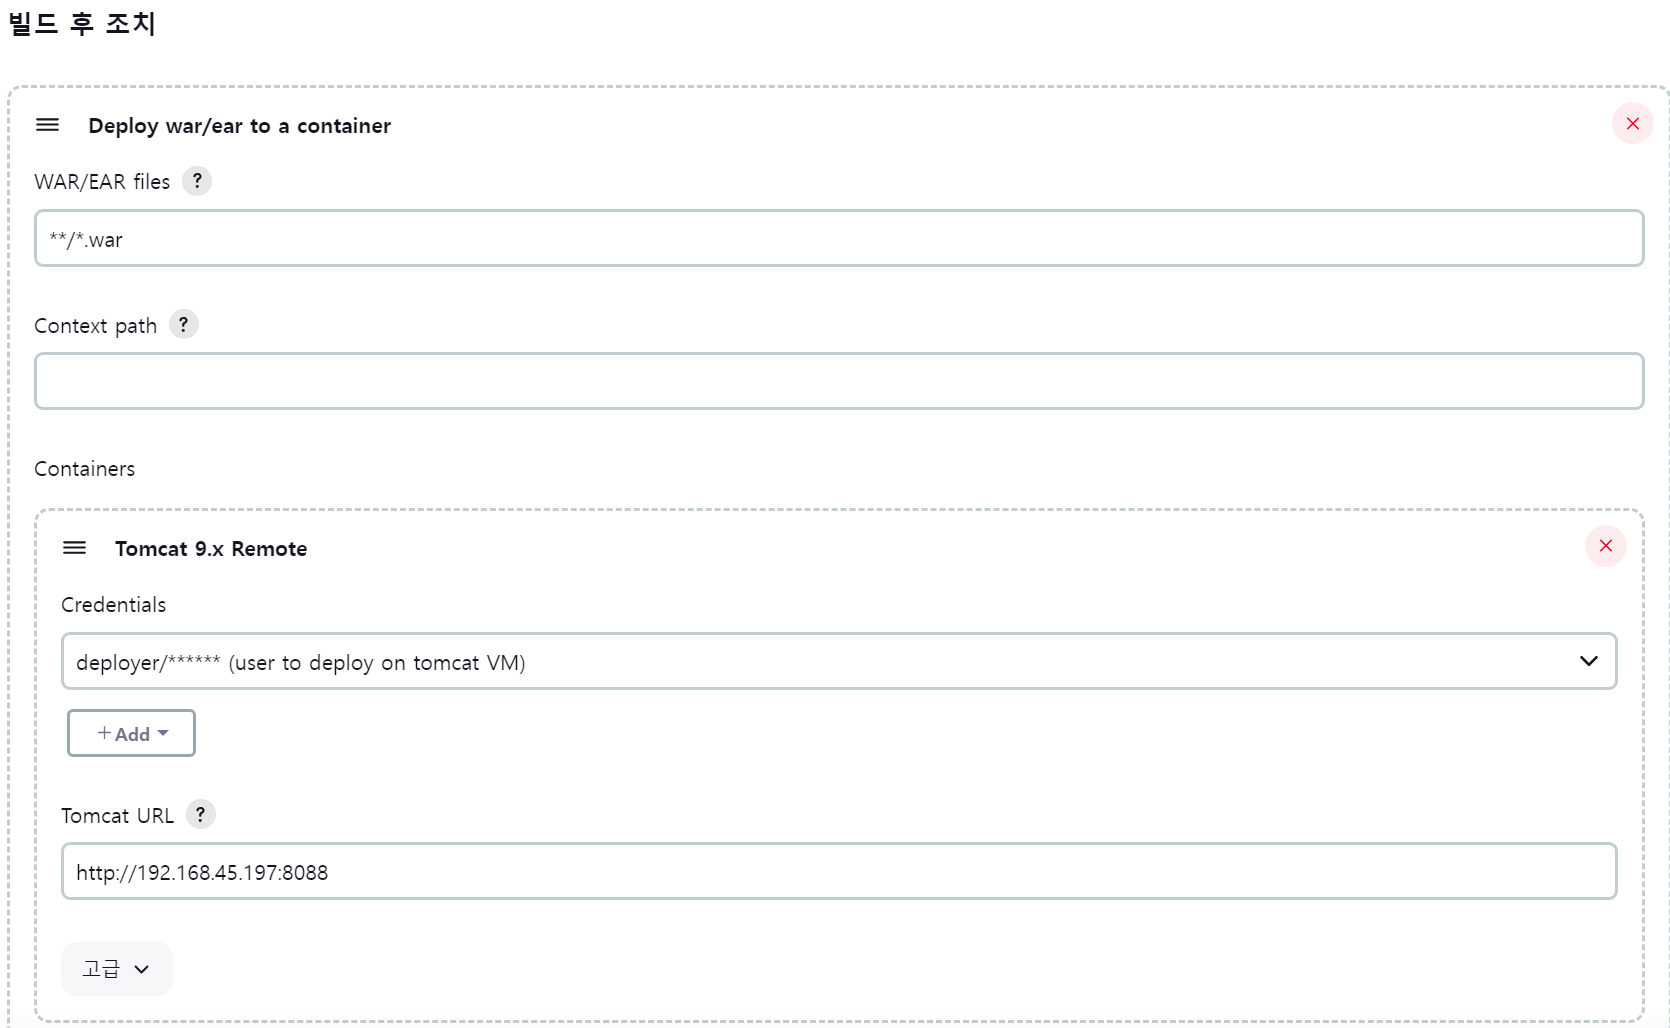 빌드 후 조치
Deploy war/ear to a container
WAR/EAR files ?
**/*.war
Context path ?
Containers
Tomcat 9.x Remote
Credentials
deployer/****** (user to deploy on tomcat VM)
+Add
Tomcat URL ?
http://192.168.45.197:8088
고급